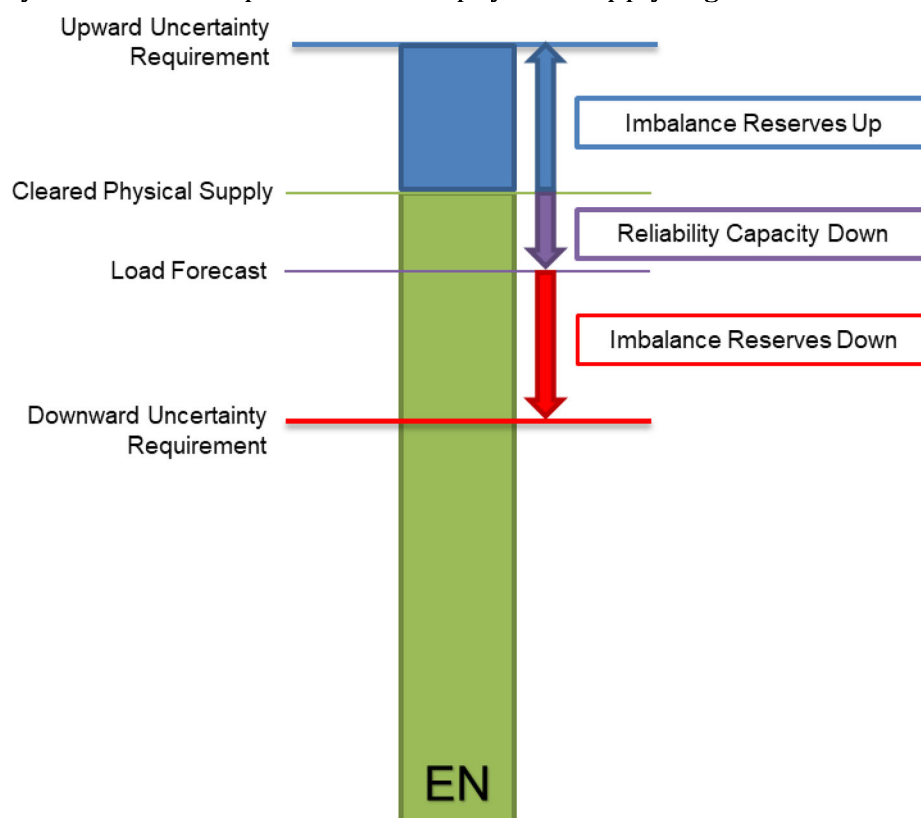 Upward Uncertainty
Requirement
Imbalance Reserves Up
Cleared Physical Supply
Reliability Capacity Down
Load Forecast
Imbalance Reserves Down
Downward Uncertainty
Requirement
EN